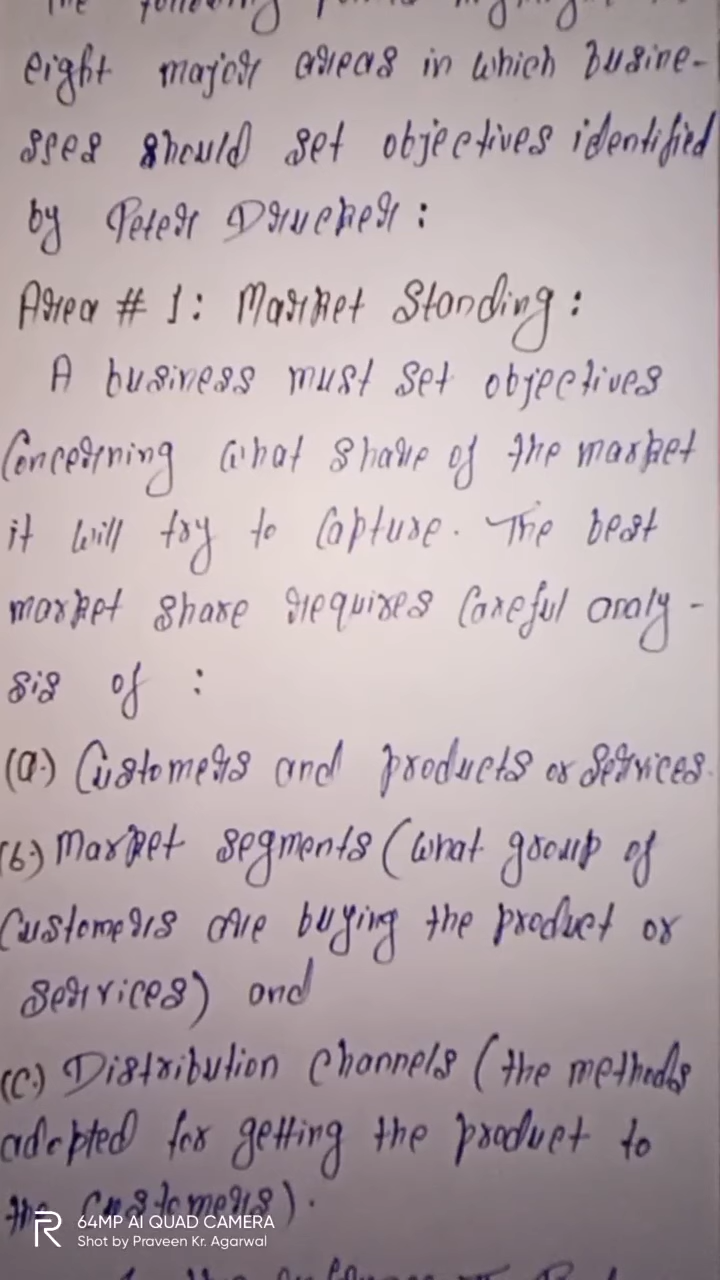 The following
eight major areas in which busine-
sses should set objectives identified
by Peter Drucker:
Area # 1: Market Standing:
A business must set objectives
Concerning what share of the market
it will try to Capture. The best
market share requires Careful analy-
sis of :
(a.) Customers and products or services.
(b.) Market segments (what group of
Customers are buying the product or
services) and
(C.) Distribution channels (the methods
adopted for getting the product to
the Customers).
R 64MP AI QUAD CAMERA
Shot by Praveen Kr. Agarwal